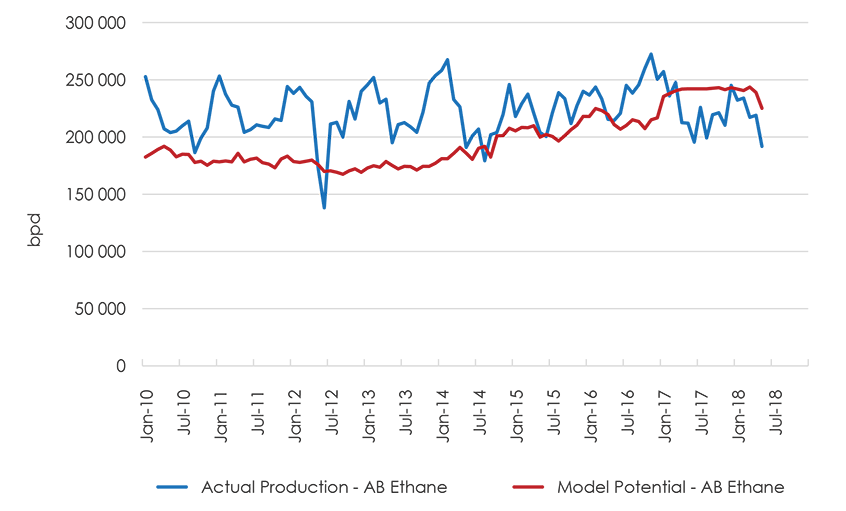 300 000
250 000
200 000
150 000
100 000
50 000
0
bpd
Jan-10
Jul-10
Jan-11
Jul-11
Jan-12
Jul-12
Jan-13
Jul-13
Jan-14
Jul-14
Jan-15
Jul-15
Jan-16
Jul-16
Jan-17
Jul-17
Jan-18
Jul-18
Actual Production - AB Ethane
Model Potential - AB Ethane